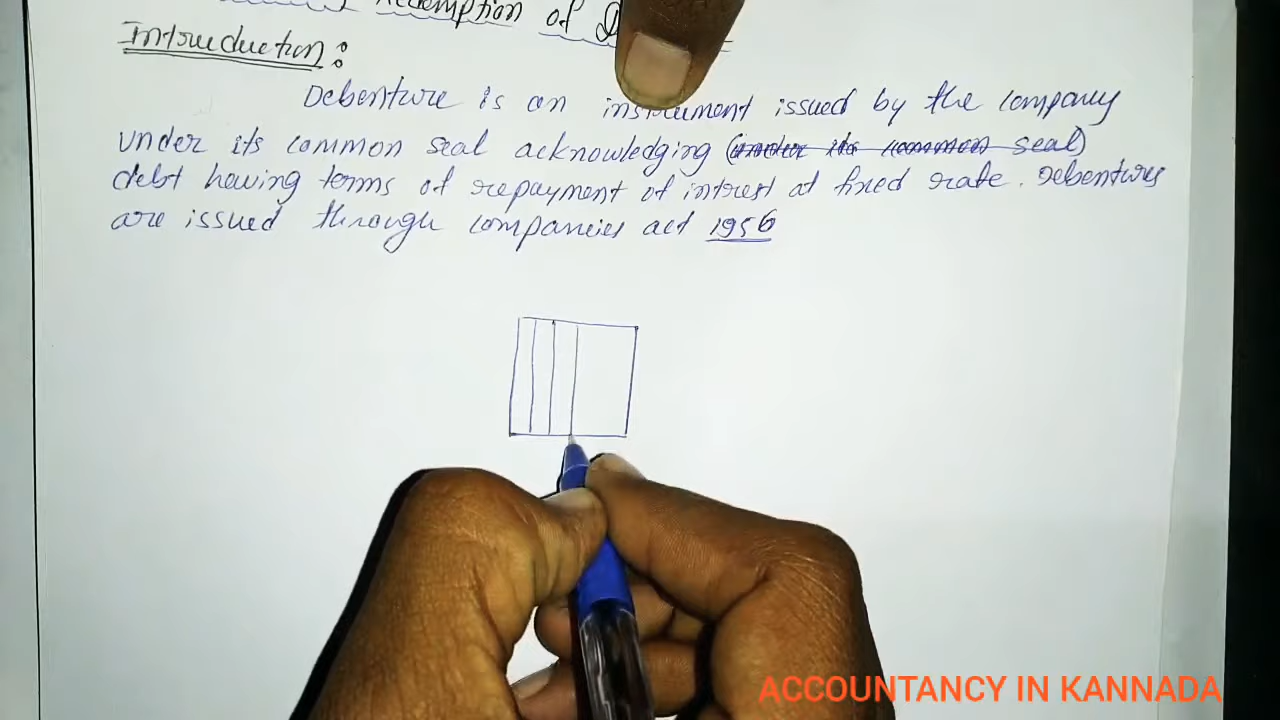 Redemption of
Introduction :
Debenture is an instrument issued by the company
under its common seal acknowledging (under its common seal)
debt having terms of repayment of interest at fixed rate. Debentures
are issued through companies act 1956
ACCOUNTANCY IN KANNADA